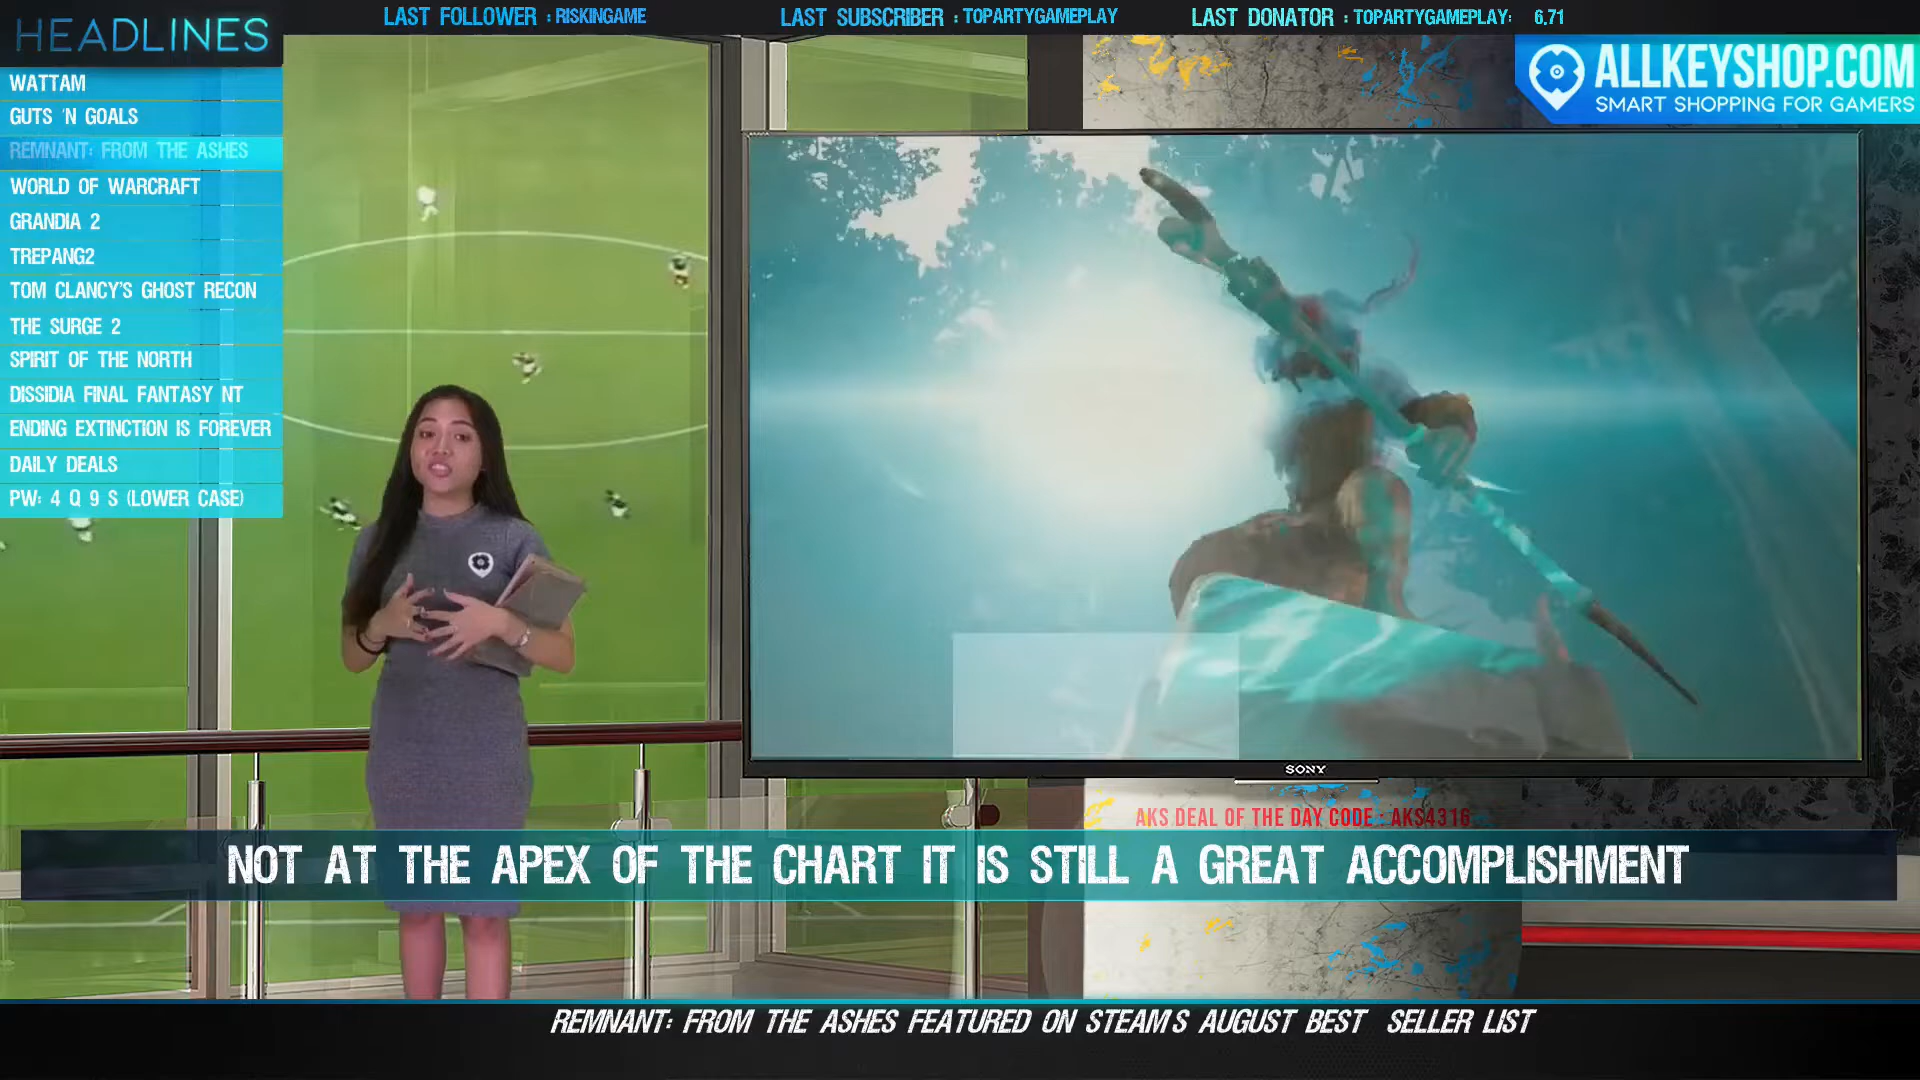 HEADLINES
LAST FOLLOWER : RISKINGAME
LAST SUBSCRIBER : TOPARTYGAMEPLAY
LAST DONATOR : TOPARTYGAMEPLAY: 6.71
ALLKEYSHOP.COM
SMART SHOPPING FOR GAMERS
WATTAM
GUTS 'N GOALS
REMNANT: FROM THE ASHES
WORLD OF WARCRAFT
GRANDIA 2
TREPANG2
TOM CLANCY'S GHOST RECON
THE SURGE 2
SPIRIT OF THE NORTH
DISSIDIA FINAL FANTASY NT
ENDING EXTINCTION IS FOREVER
DAILY DEALS
PW: 4 Q 9 S (LOWER CASE)
SONY
AKS DEAL OF THE DAY CODE : AKS4316
NOT AT THE APEX OF THE CHART IT IS STILL A GREAT ACCOMPLISHMENT
REMNANT: FROM THE ASHES FEATURED ON STEAM'S AUGUST BEST SELLER LIST